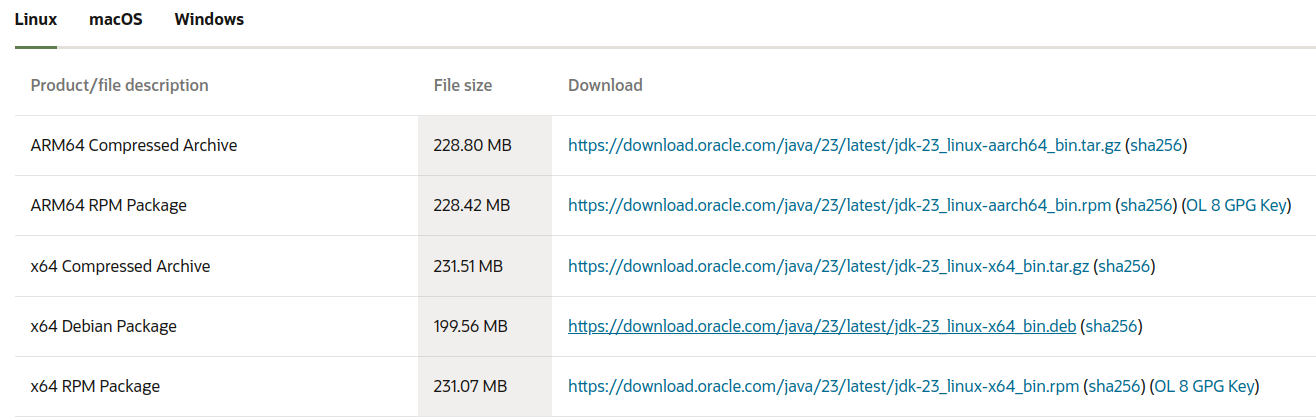 Linux macOS Windows
Product/file description File size Download
ARM64 Compressed Archive 228.80 MB https://download.oracle.com/java/23/latest/jdk-23_linux-aarch64_bin.tar.gz (sha256)
ARM64 RPM Package 228.42 MB https://download.oracle.com/java/23/latest/jdk-23_linux-aarch64_bin.rpm (sha256) (OL 8 GPG Key)
x64 Compressed Archive 231.51 MB https://download.oracle.com/java/23/latest/jdk-23_linux-x64_bin.tar.gz (sha256)
x64 Debian Package 199.56 MB https://download.oracle.com/java/23/latest/jdk-23_linux-x64_bin.deb (sha256)
x64 RPM Package 231.07 MB https://download.oracle.com/java/23/latest/jdk-23_linux-x64_bin.rpm (sha256) (OL 8 GPG Key)